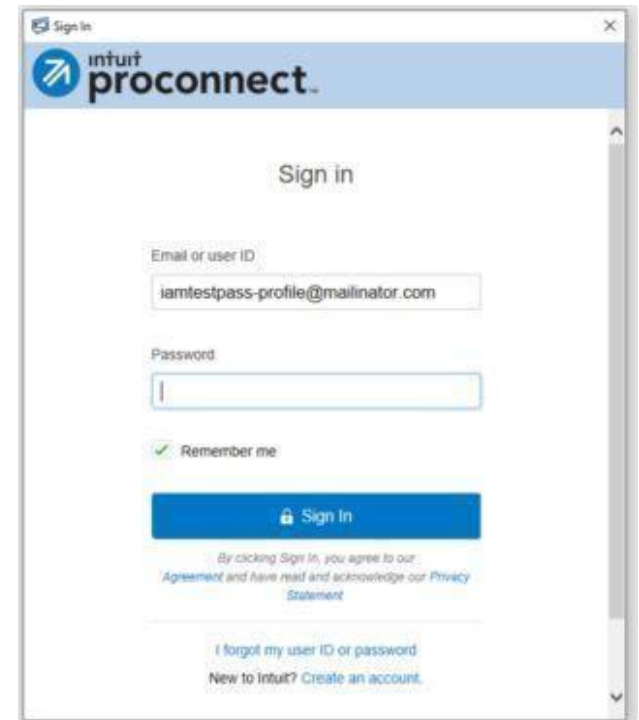 Sign In
intuit
proconnect™
Sign in
Email or user ID
iamtestpass-profile@mailinator.com
Password
Remember me
Sign In
By clicking Sign In, you agree to our
Agreement and have read and acknowledge our Privacy
Statement
I forgot my user ID or password
New to Intuit? Create an account.